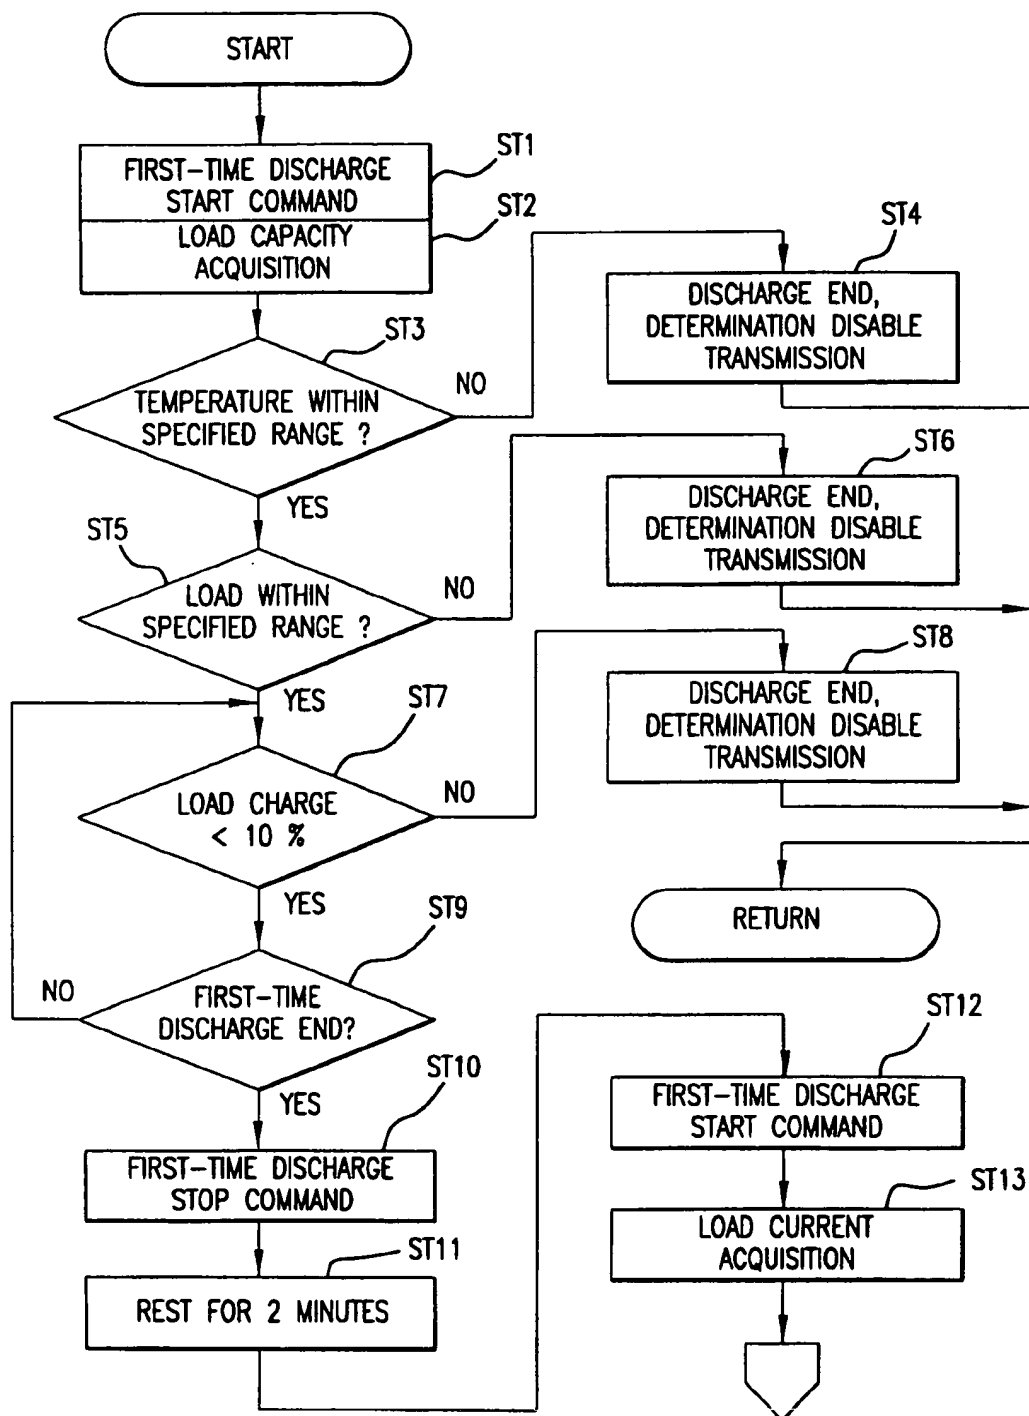 START
ST1
FIRST-TIME DISCHARGE
START COMMAND
ST2
LOAD CAPACITY
ACQUISITION
ST3
TEMPERATURE WITHIN
SPECIFIED RANGE ?
NO
YES
ST4
DISCHARGE END,
DETERMINATION DISABLE
TRANSMISSION
ST5
LOAD WITHIN
SPECIFIED RANGE ?
NO
YES
ST6
DISCHARGE END,
DETERMINATION DISABLE
TRANSMISSION
ST7
LOAD CHARGE
< 10 %
NO
YES
ST8
DISCHARGE END,
DETERMINATION DISABLE
TRANSMISSION
RETURN
ST9
FIRST-TIME
DISCHARGE END?
NO
YES
ST10
FIRST-TIME DISCHARGE
STOP COMMAND
ST11
REST FOR 2 MINUTES
ST12
FIRST-TIME DISCHARGE
START COMMAND
ST13
LOAD CURRENT
ACQUISITION